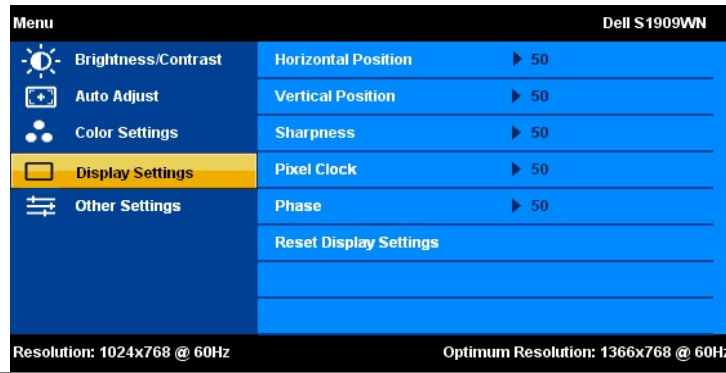 Menu Dell S1909WN
Brightness/Contrast Horizontal Position 50
Auto Adjust Vertical Position 50
Color Settings Sharpness 50
Display Settings Pixel Clock 50
Other Settings Phase 50
Reset Display Settings
Resolution: 1024x768 @ 60Hz Optimum Resolution: 1366x768 @ 60Hz